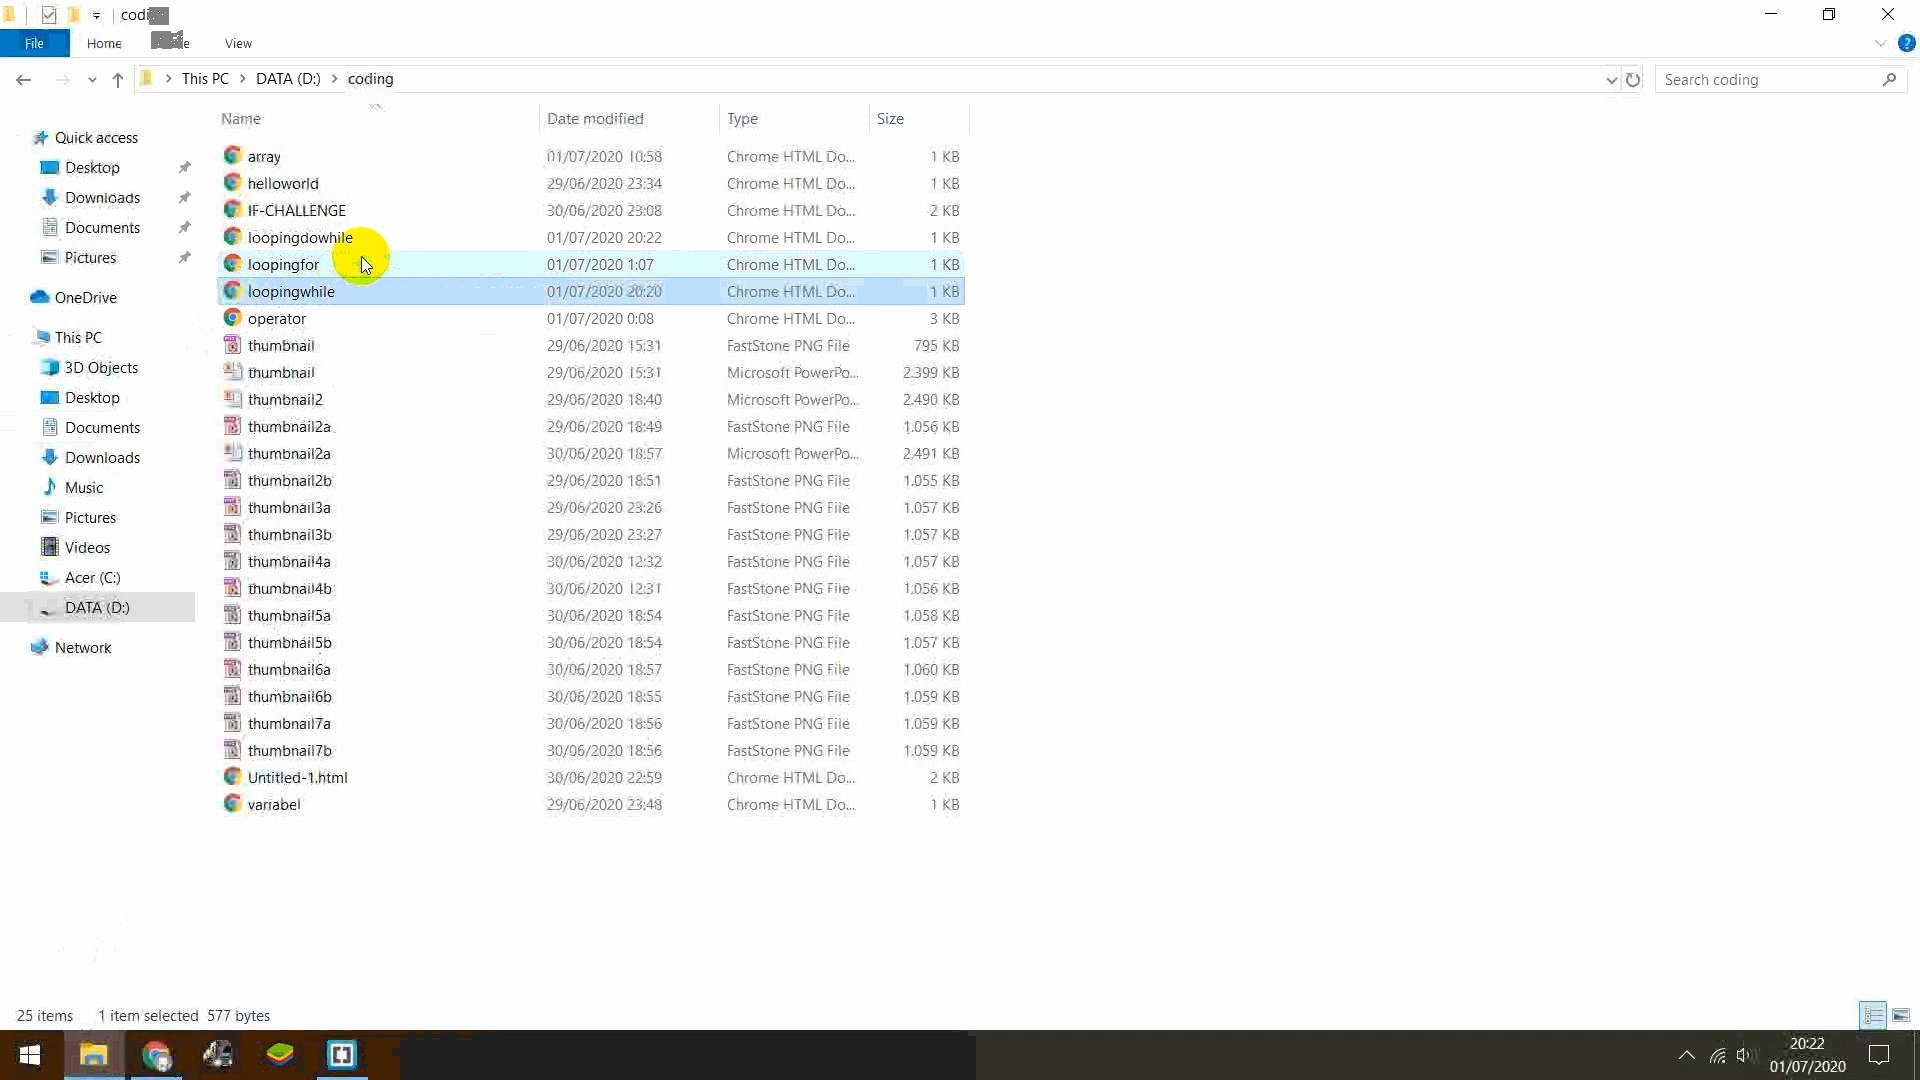 codi
File Home e View
This PC DATA (D:) coding
Search coding
Name Date modified Type Size
Quick access
Desktop
Downloads
Documents
Pictures
OneDrive
This PC
3D Objects
Desktop
Documents
Downloads
Music
Pictures
Videos
Acer (C:)
DATA (D:)
Network
array 01/07/2020 10:58 Chrome HTML Do... 1 KB
helloworld 29/06/2020 23:34 Chrome HTML Do... 1 KB
IF-CHALLENGE 30/06/2020 23:08 Chrome HTML Do... 2 KB
loopingdowhile 01/07/2020 20:22 Chrome HTML Do... 1 KB
loopingfor 01/07/2020 1:07 Chrome HTML Do... 1 KB
loopingwhile 01/07/2020 20:20 Chrome HTML Do... 1 KB
operator 01/07/2020 0:08 Chrome HTML Do... 3 KB
thumbnail 29/06/2020 15:31 FastStone PNG File 795 KB
thumbnail 29/06/2020 15:31 Microsoft PowerPo... 2.399 KB
thumbnail2 29/06/2020 18:40 Microsoft PowerPo... 2.490 KB
thumbnail2a 29/06/2020 18:49 FastStone PNG File 1.056 KB
thumbnail2a 30/06/2020 18:57 Microsoft PowerPo... 2.491 KB
thumbnail2b 29/06/2020 18:51 FastStone PNG File 1.055 KB
thumbnail3a 29/06/2020 23:26 FastStone PNG File 1.057 KB
thumbnail3b 29/06/2020 23:27 FastStone PNG File 1.057 KB
thumbnail4a 30/06/2020 12:32 FastStone PNG File 1.057 KB
thumbnail4b 30/06/2020 12:31 FastStone PNG File 1.056 KB
thumbnail5a 30/06/2020 18:54 FastStone PNG File 1.058 KB
thumbnail5b 30/06/2020 18:54 FastStone PNG File 1.057 KB
thumbnail6a 30/06/2020 18:57 FastStone PNG File 1.060 KB
thumbnail6b 30/06/2020 18:55 FastStone PNG File 1.059 KB
thumbnail7a 30/06/2020 18:56 FastStone PNG File 1.059 KB
thumbnail7b 30/06/2020 18:56 FastStone PNG File 1.059 KB
Untitled-1.html 30/06/2020 22:59 Chrome HTML Do... 2 KB
variabel 29/06/2020 23:48 Chrome HTML Do... 1 KB
25 items 1 item selected 577 bytes
20:22
01/07/2020